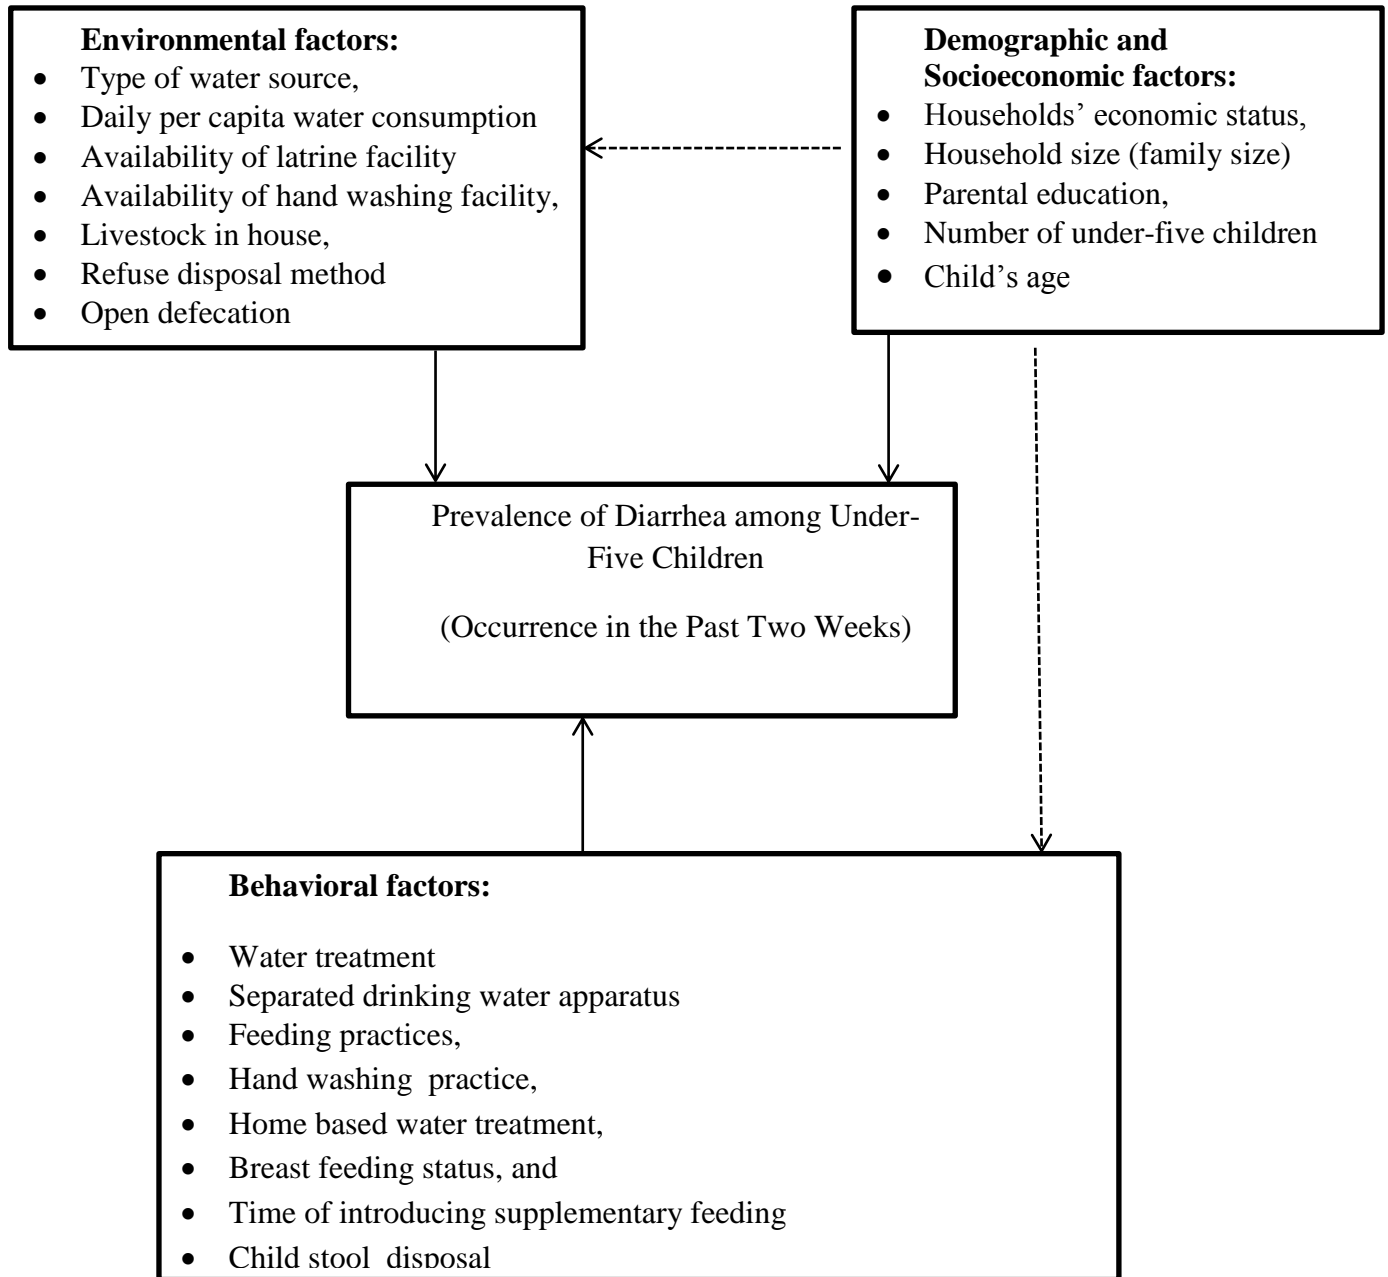 Environmental factors:
• Type of water source,
• Daily per capita water consumption
• Availability of latrine facility
• Availability of hand washing facility,
• Livestock in house,
• Refuse disposal method
• Open defecation
Demographic and
Socioeconomic factors:
• Households’ economic status,
• Household size (family size)
• Parental education,
• Number of under-five children
• Child’s age
Prevalence of Diarrhea among Under-
Five Children
(Occurrence in the Past Two Weeks)
Behavioral factors:
• Water treatment
• Separated drinking water apparatus
• Feeding practices,
• Hand washing  practice,
• Home based water treatment,
• Breast feeding status, and
• Time of introducing supplementary feeding
• Child stool  disposal